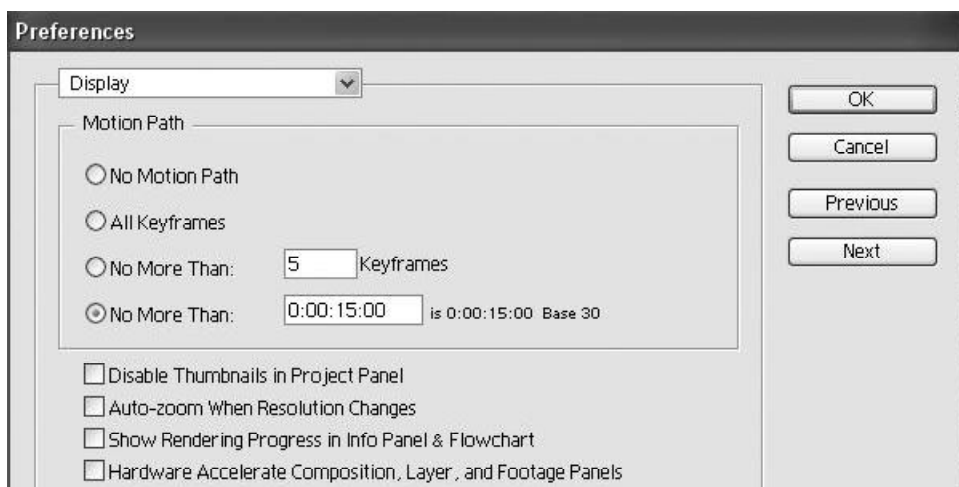 Preferences
Display
OK
Motion Path
Cancel
No Motion Path
Previous
All Keyframes
Next
No More Than: 5 Keyframes
No More Than: 0:00:15:00 is 0:00:15:00 Base 30
Disable Thumbnails in Project Panel
Auto-zoom When Resolution Changes
Show Rendering Progress in Info Panel & Flowchart
Hardware Accelerate Composition, Layer, and Footage Panels